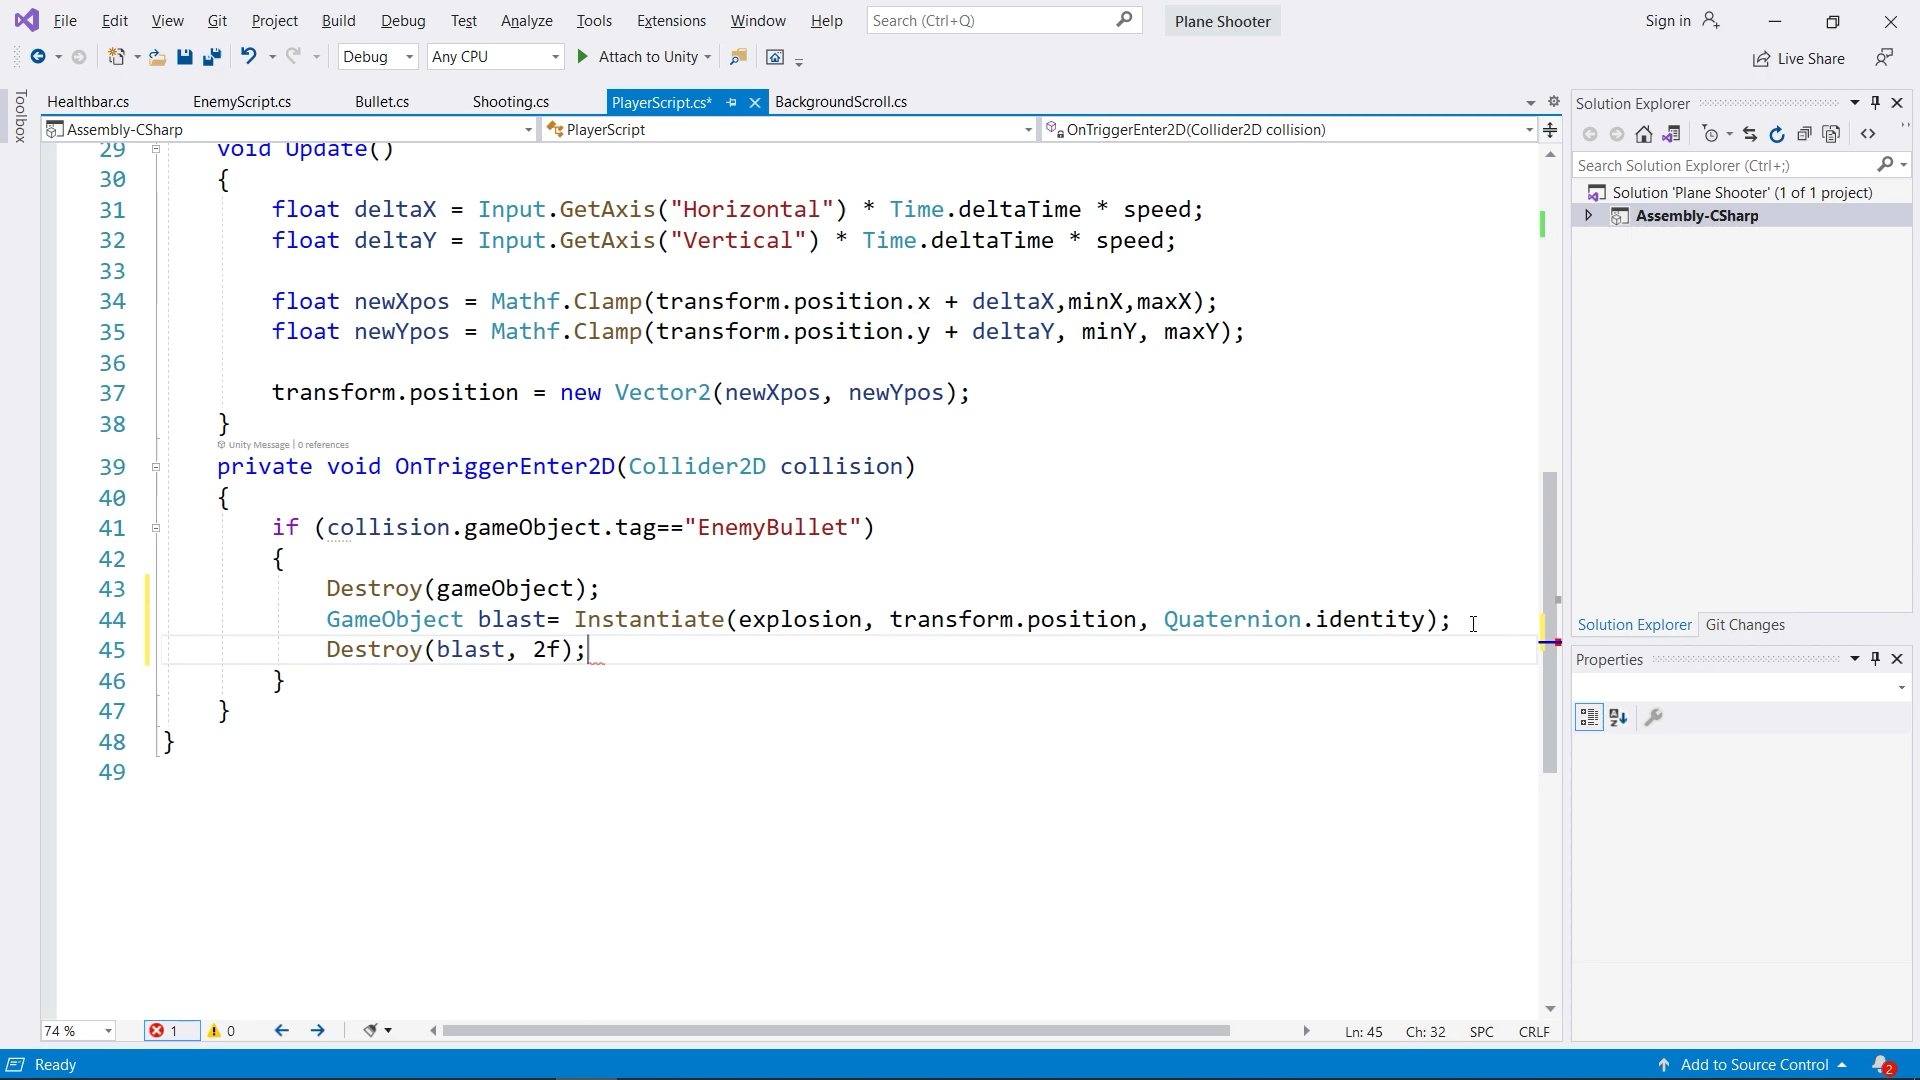 File Edit View Git Project Build Debug Test Analyze Tools Extensions Window Help Search (Ctrl+Q) Plane Shooter Sign in
Debug Any CPU Attach to Unity Live Share
Toolbox
Healthbar.cs EnemyScript.cs Bullet.cs Shooting.cs PlayerScript.cs* BackgroundScroll.cs
Assembly-CSharp PlayerScript OnTriggerEnter2D(Collider2D collision)
29 void Update()
30 {
31 float deltaX = Input.GetAxis("Horizontal") * Time.deltaTime * speed;
32 float deltaY = Input.GetAxis("Vertical") * Time.deltaTime * speed;
33
34 float newXpos = Mathf.Clamp(transform.position.x + deltaX,minX,maxX);
35 float newYpos = Mathf.Clamp(transform.position.y + deltaY, minY, maxY);
36
37 transform.position = new Vector2(newXpos, newYpos);
38 }
Unity Message | 0 references
39 private void OnTriggerEnter2D(Collider2D collision)
40 {
41 if (collision.gameObject.tag=="EnemyBullet")
42 {
43 Destroy(gameObject);
44 GameObject blast= Instantiate(explosion, transform.position, Quaternion.identity);
45 Destroy(blast, 2f);
46 }
47 }
48 }
49
74 % 1 0 Ln: 45 Ch: 32 SPC CRLF
Solution Explorer
Search Solution Explorer (Ctrl+;)
Solution 'Plane Shooter' (1 of 1 project)
Assembly-CSharp
Solution Explorer Git Changes
Properties
Ready Add to Source Control 2